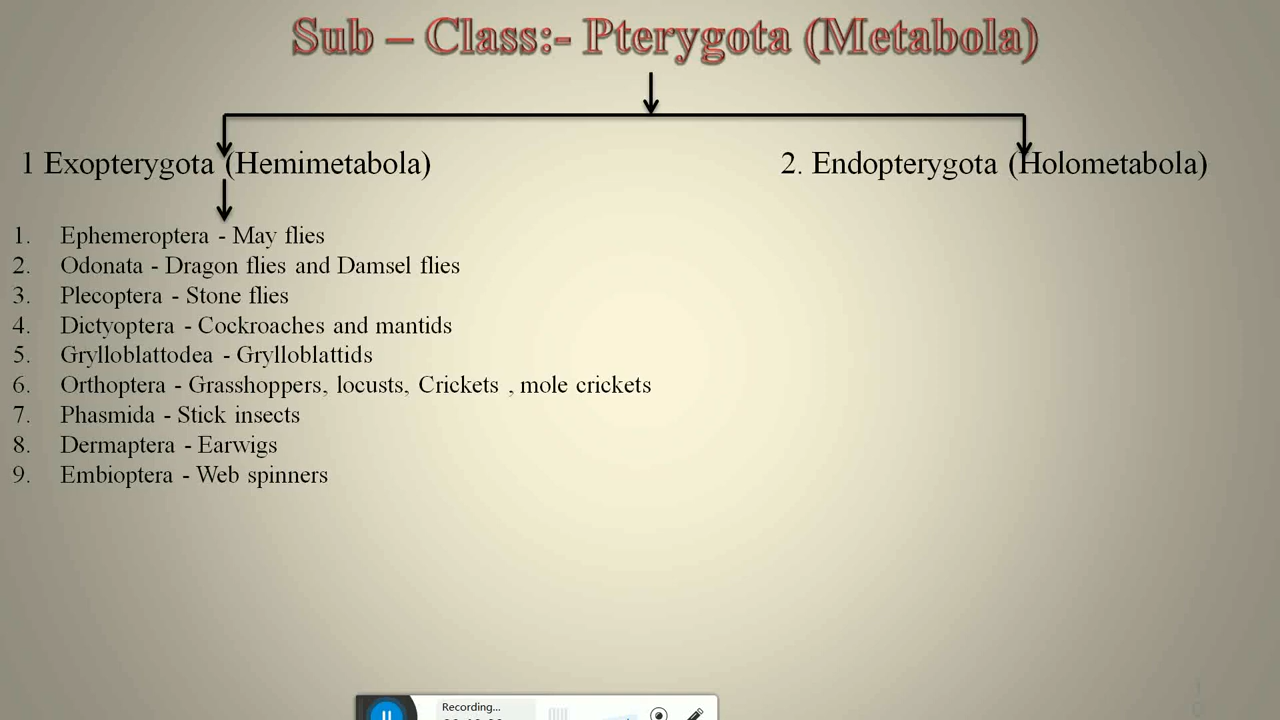 Sub – Class:- Pterygota (Metabola)
1 Exopterygota (Hemimetabola)
2. Endopterygota (Holometabola)
1. Ephemeroptera - May flies
2. Odonata - Dragon flies and Damsel flies
3. Plecoptera - Stone flies
4. Dictyoptera - Cockroaches and mantids
5. Grylloblattodea - Grylloblattids
6. Orthoptera - Grasshoppers, locusts, Crickets , mole crickets
7. Phasmida - Stick insects
8. Dermaptera - Earwigs
9. Embioptera - Web spinners
Recording...